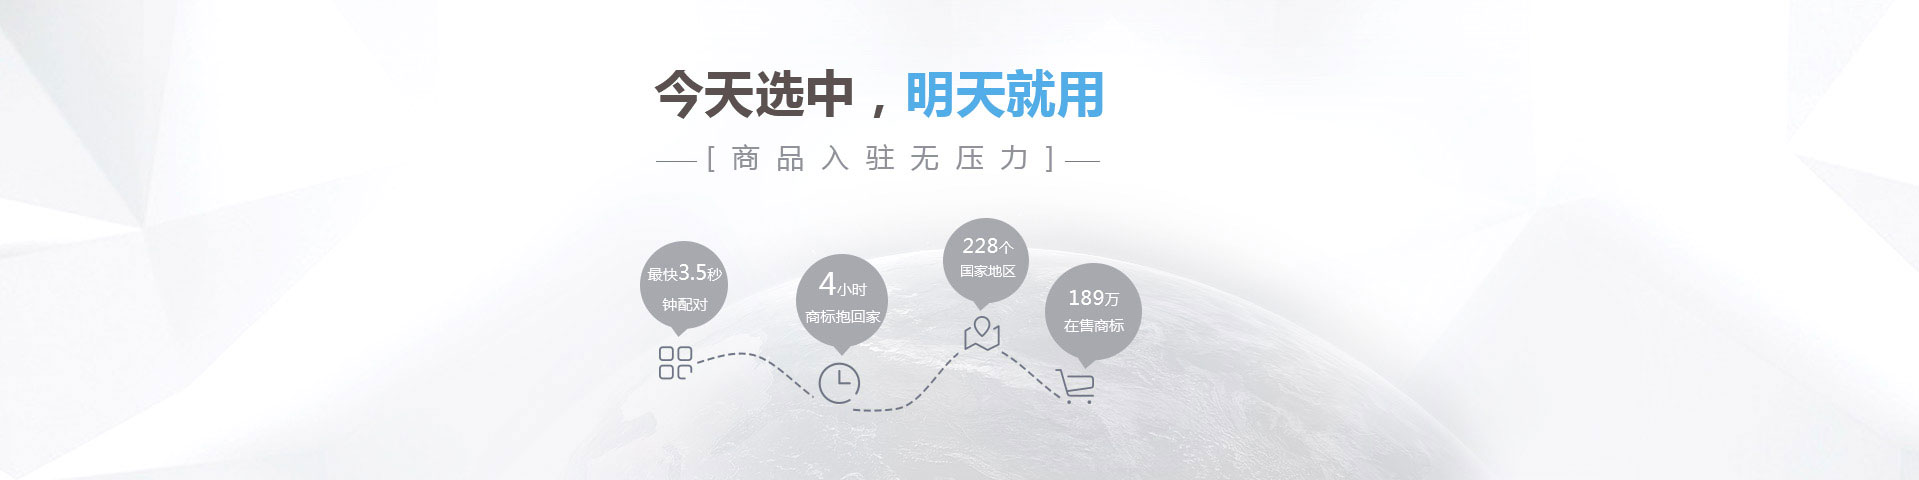 今天选中，明天就用
[商品入驻无压力]
最快3.5秒
钟配对
4小时
商标抱回家
228个
国家地区
189万
在售商标